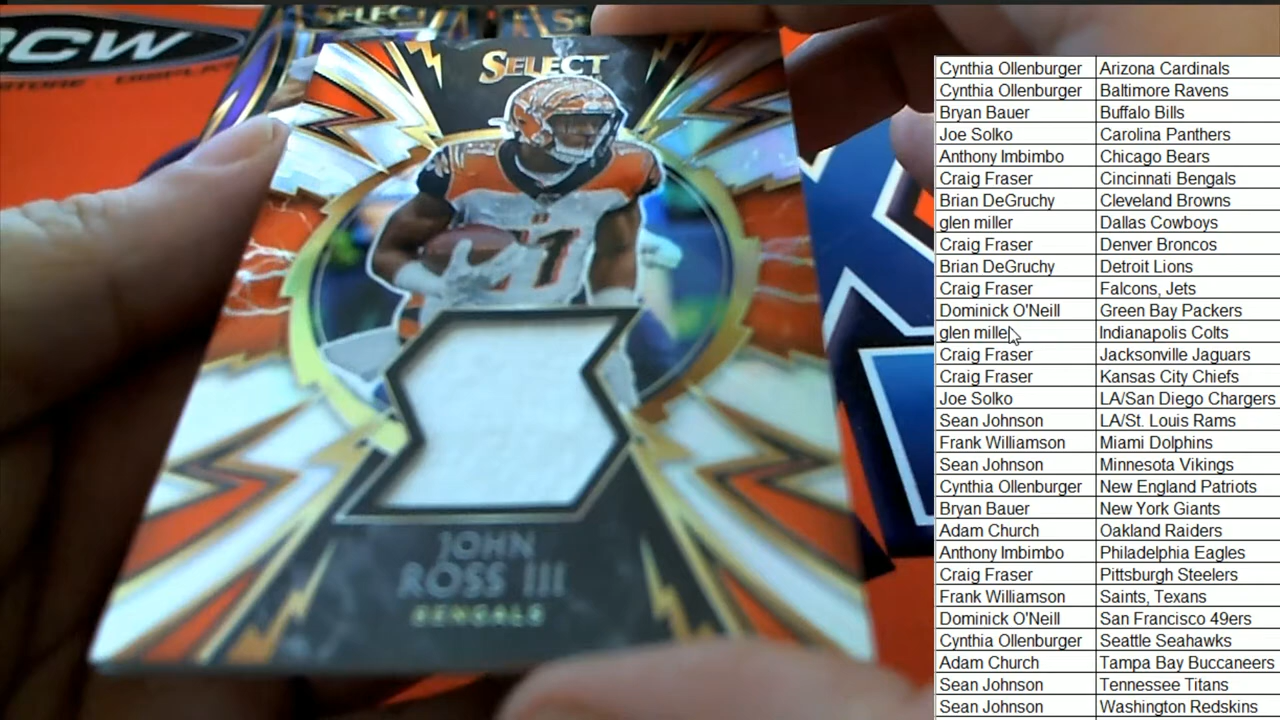 CW
SELECT
SELECT
11
JOHN
ROSS III
BENGALS
Cynthia Ollenburger Arizona Cardinals
Cynthia Ollenburger Baltimore Ravens
Bryan Bauer Buffalo Bills
Joe Solko Carolina Panthers
Anthony Imbimbo Chicago Bears
Craig Fraser Cincinnati Bengals
Brian DeGruchy Cleveland Browns
glen miller Dallas Cowboys
Craig Fraser Denver Broncos
Brian DeGruchy Detroit Lions
Craig Fraser Falcons, Jets
Dominick O'Neill Green Bay Packers
glen miller Indianapolis Colts
Craig Fraser Jacksonville Jaguars
Craig Fraser Kansas City Chiefs
Joe Solko LA/San Diego Chargers
Sean Johnson LA/St. Louis Rams
Frank Williamson Miami Dolphins
Sean Johnson Minnesota Vikings
Cynthia Ollenburger New England Patriots
Bryan Bauer New York Giants
Adam Church Oakland Raiders
Anthony Imbimbo Philadelphia Eagles
Craig Fraser Pittsburgh Steelers
Frank Williamson Saints, Texans
Dominick O'Neill San Francisco 49ers
Cynthia Ollenburger Seattle Seahawks
Adam Church Tampa Bay Buccaneers
Sean Johnson Tennessee Titans
Sean Johnson Washington Redskins